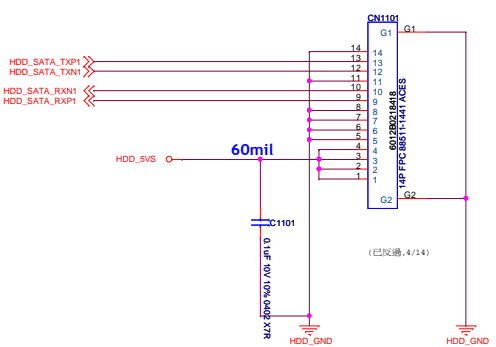 CN1101
G1 G1
14 14
HDD_SATA_TXP1 13 13
HDD_SATA_TXN1 12 12
11 11
HDD_SATA_RXN1 10 10
HDD_SATA_RXP1 9 9
8 8
7 7
6 6
5 5
60mil 4 4
HDD_5VS 3 3
2 2
1 1
G2 G2
6012B0218418
14P FPC 88511-1441 ACES
C1101
0.1uF 10V 10% 0402 X7R
(已反過,4/14)
HDD_GND
HDD_GND